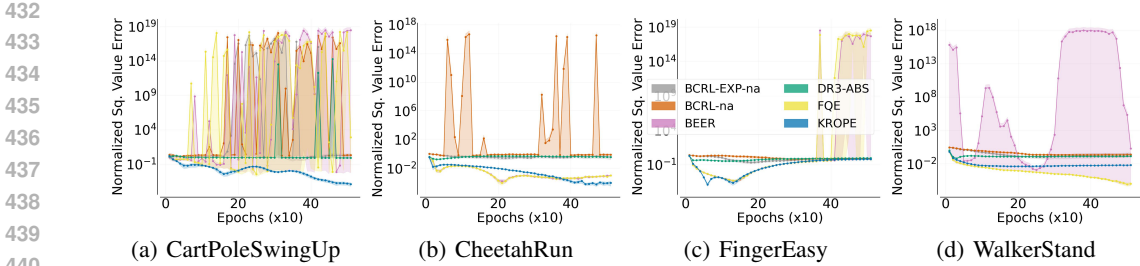 432
433
434
435
436
437
438
439
440
Normalized Sq. Value Error
10^19
10^14
10^9
10^4
10^-1
0
20
40
Epochs (x10)
(a) CartPoleSwingUp
Normalized Sq. Value Error
10^18
10^14
10^10
10^6
10^2
10^-2
0
20
40
Epochs (x10)
(b) CheetahRun
Normalized Sq. Value Error
10^19
10^14
10^9
10^4
10^-1
BCRL-EXP-na
BCRL-na
BEER
DR3-ABS
FQE
KROPE
0
20
40
Epochs (x10)
(c) FingerEasy
Normalized Sq. Value Error
10^18
10^13
10^8
10^3
10^-2
0
20
40
Epochs (x10)
(d) WalkerStand